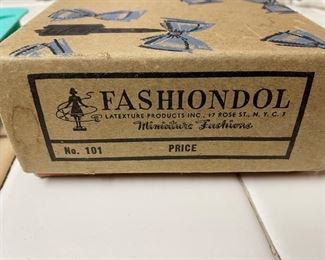 FASHIONDOL
LATEXTURE PRODUCTS INC., 17 ROSE ST., N.Y.C. 7
Miniature Fashions
No. 101 PRICE